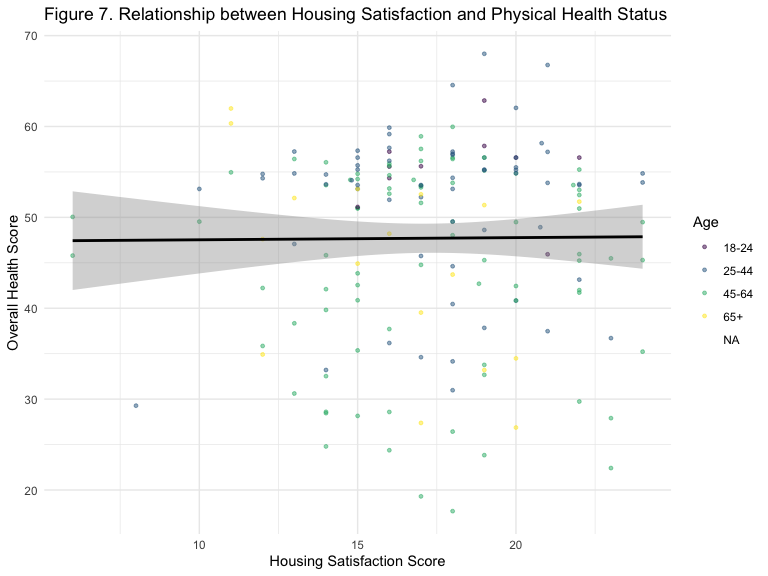 Figure 7. Relationship between Housing Satisfaction and Physical Health Status
70
60
50
40
30
20
Overall Health Score
10
15
20
Housing Satisfaction Score
Age
18-24
25-44
45-64
65+
NA